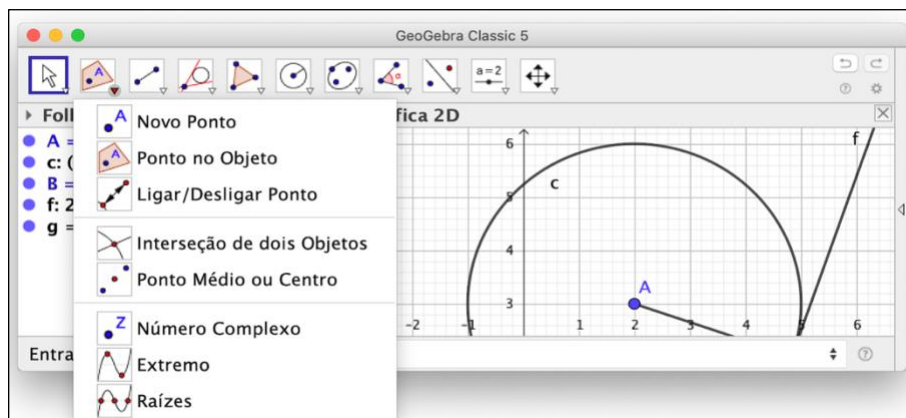 GeoGebra Classic 5
A
α
a=2
Foll
fica 2D
A =
c: (
B =
f: 2
g =
A Novo Ponto
A Ponto no Objeto
Ligar/Desligar Ponto
Interseção de dois Objetos
Ponto Médio ou Centro
Z Número Complexo
Extremo
Raízes
f
6
c
5
4
A
3
-2
-1
1
2
3
4
5
6
Entra